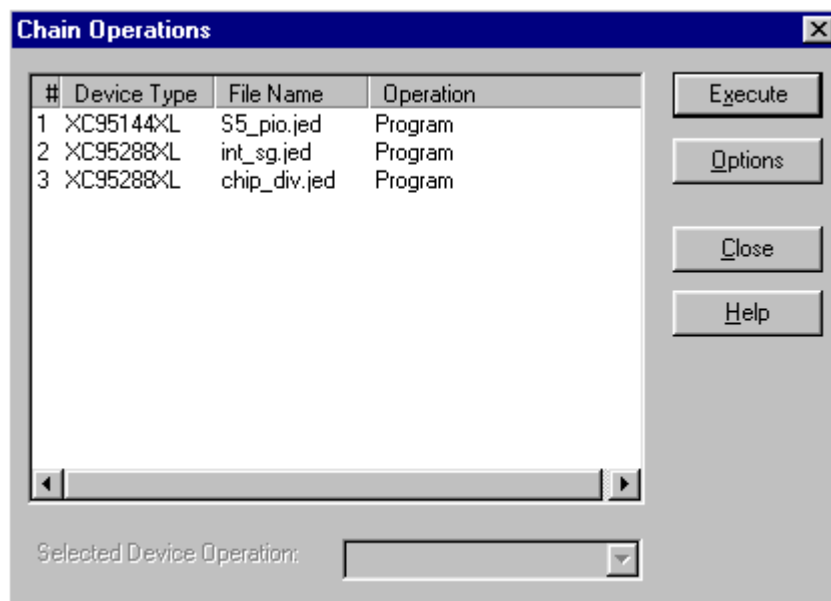 Chain Operations
# Device Type File Name Operation
1 XC95144XL S5_pio.jed Program
2 XC95288XL int_sg.jed Program
3 XC95288XL chip_div.jed Program
Execute
Options
Close
Help
Selected Device Operation: